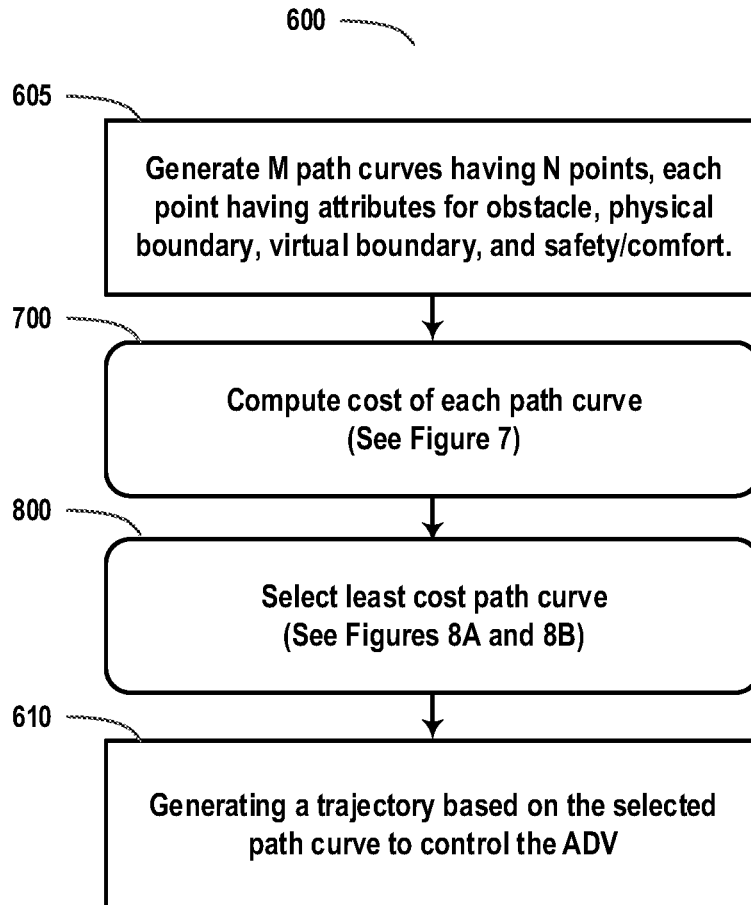 600
605
Generate M path curves having N points, each
point having attributes for obstacle, physical
boundary, virtual boundary, and safety/comfort.
700
Compute cost of each path curve
(See Figure 7)
800
Select least cost path curve
(See Figures 8A and 8B)
610
Generating a trajectory based on the selected
path curve to control the ADV